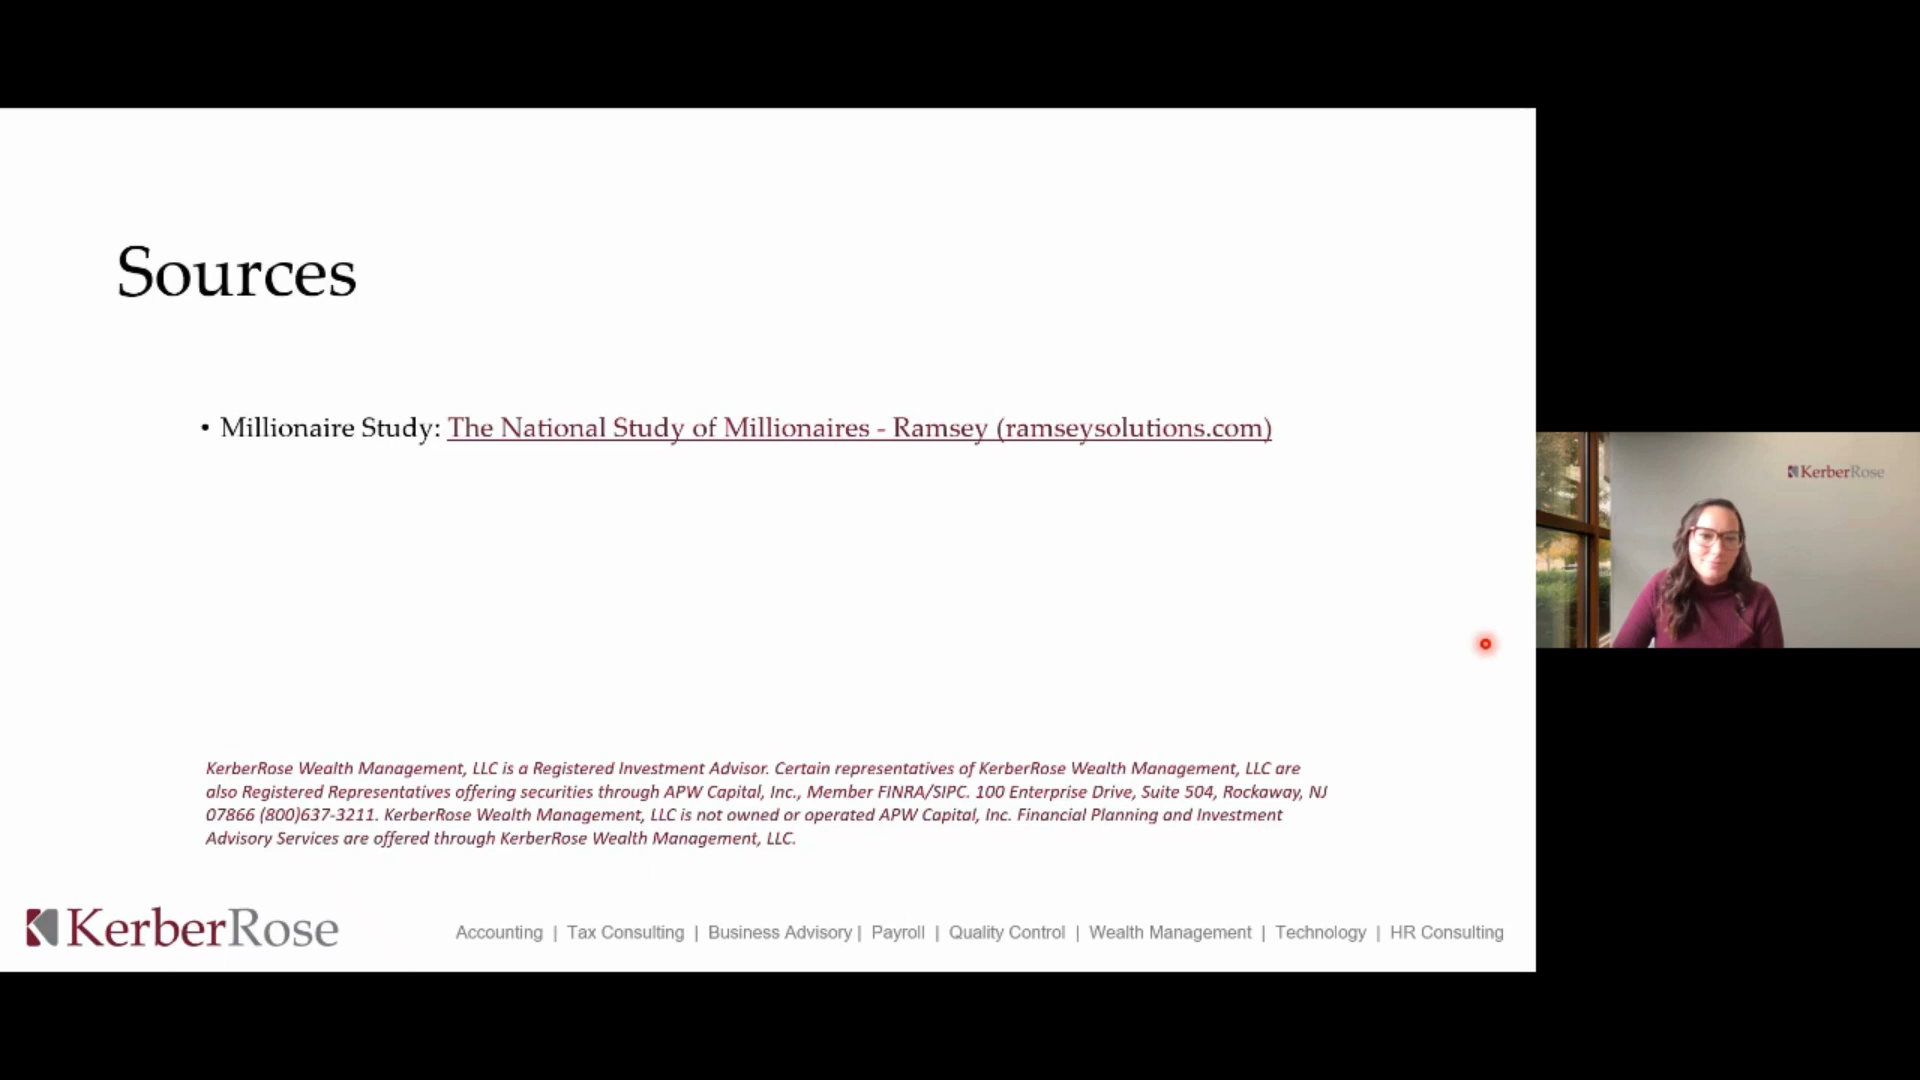 Sources
• Millionaire Study: The National Study of Millionaires - Ramsey (ramseysolutions.com)
KerberRose
KerberRose Wealth Management, LLC is a Registered Investment Advisor. Certain representatives of KerberRose Wealth Management, LLC are
also Registered Representatives offering securities through APW Capital, Inc., Member FINRA/SIPC. 100 Enterprise Drive, Suite 504, Rockaway, NJ
07866 (800)637-3211. KerberRose Wealth Management, LLC is not owned or operated APW Capital, Inc. Financial Planning and Investment
Advisory Services are offered through KerberRose Wealth Management, LLC.
KerberRose
Accounting | Tax Consulting | Business Advisory | Payroll | Quality Control | Wealth Management | Technology | HR Consulting